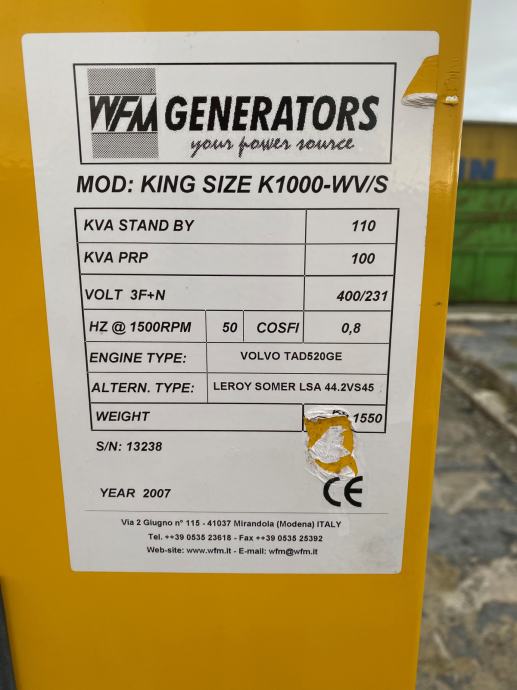 WFM GENERATORS
your power source
MOD: KING SIZE K1000-WV/S
KVA STAND BY 110
KVA PRP 100
VOLT 3F+N 400/231
HZ @ 1500RPM 50 COSFI 0,8
ENGINE TYPE: VOLVO TAD520GE
ALTERN. TYPE: LEROY SOMER LSA 44.2VS45
WEIGHT 1550
S/N: 13238
YEAR 2007 CE
Via 2 Giugno n° 115 - 41037 Mirandola (Modena) ITALY
Tel. ++39 0535 23618 - Fax ++39 0535 25392
Web-site: www.wfm.it - E-mail: wfm@wfm.it